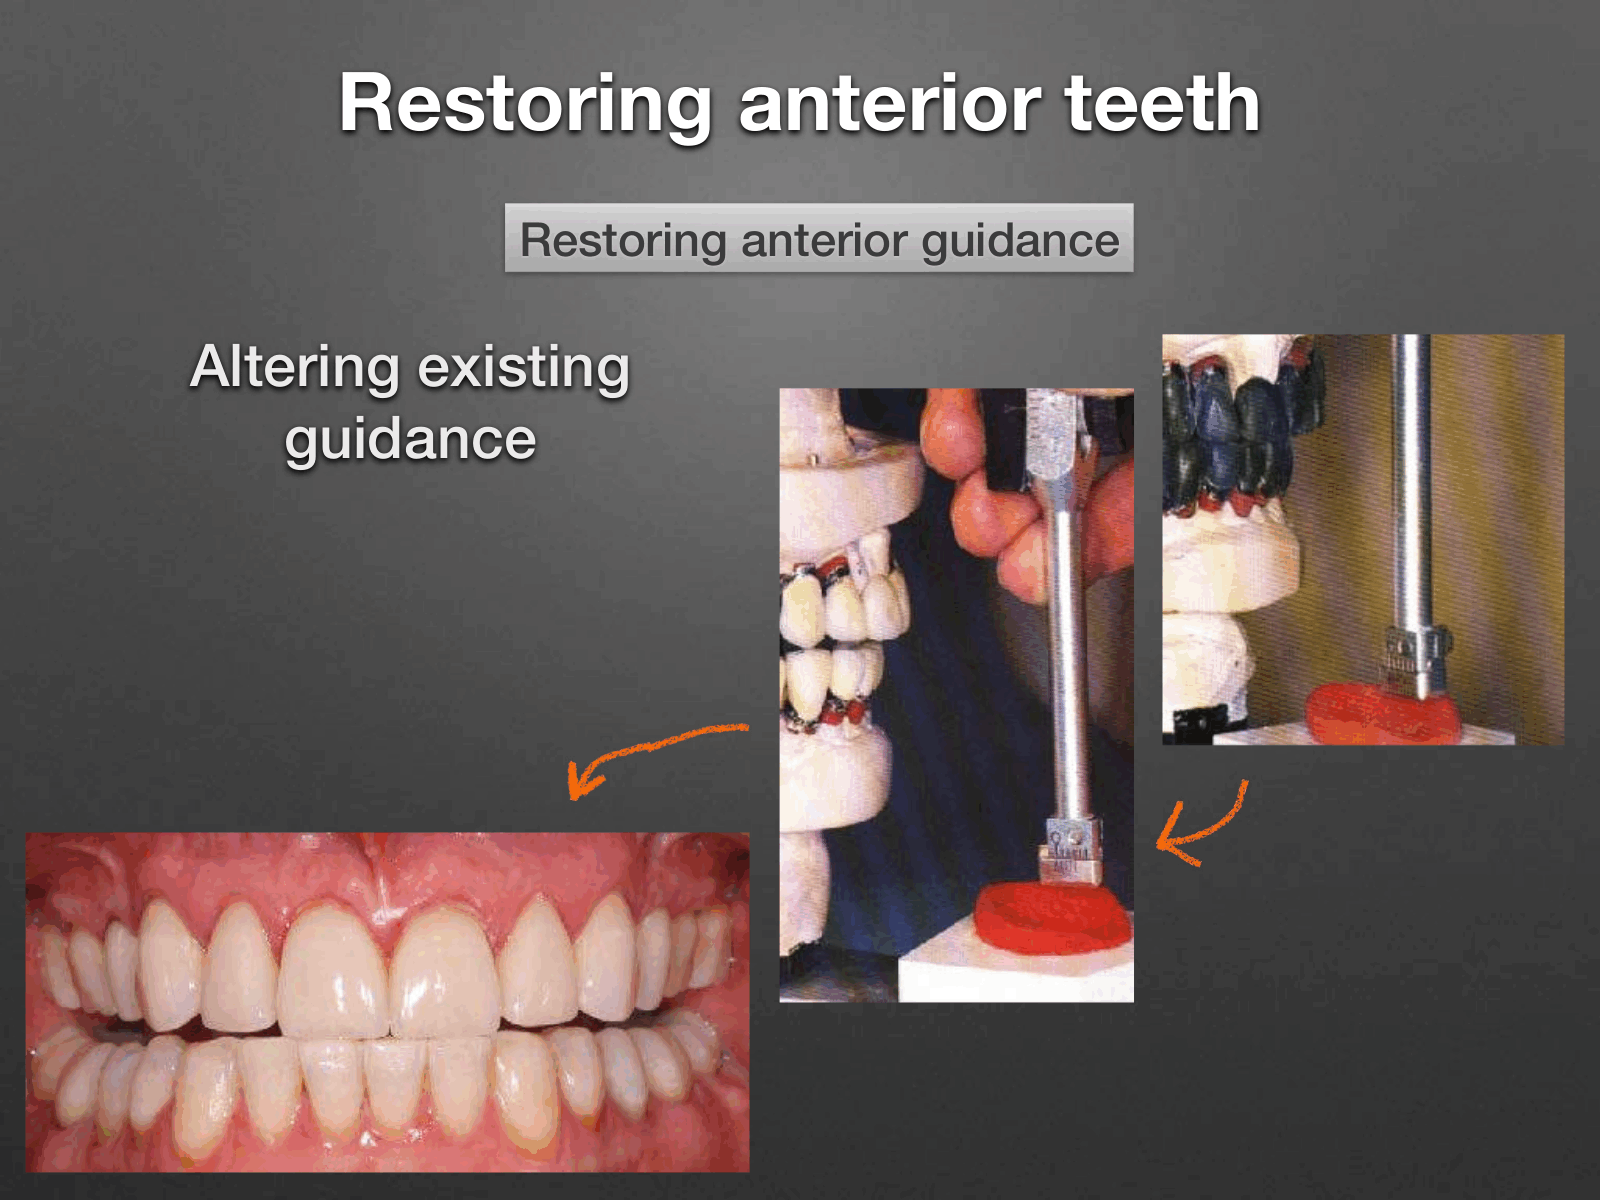 Restoring anterior teeth
Restoring anterior guidance
Altering existing
guidance